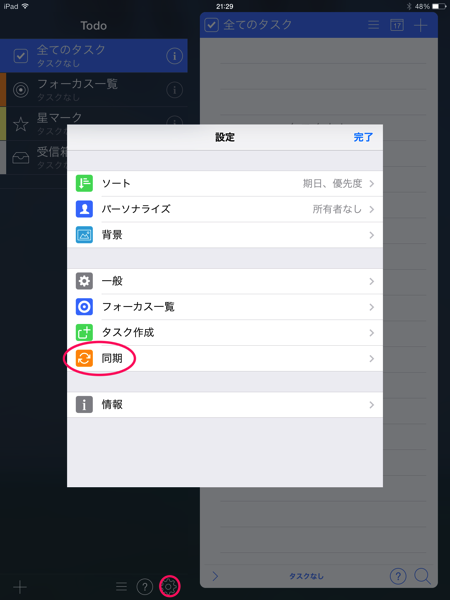 iPad 21:29 48%
Todo
全てのタスク
タスクなし
フォーカス一覧
タスクなし
星マーク
タスクなし
受信箱
タスクなし
全てのタスク
17
設定
完了
ソート 期日、優先度
パーソナライズ 所有者なし
背景
一般
フォーカス一覧
タスク作成
同期
情報
タスクなし